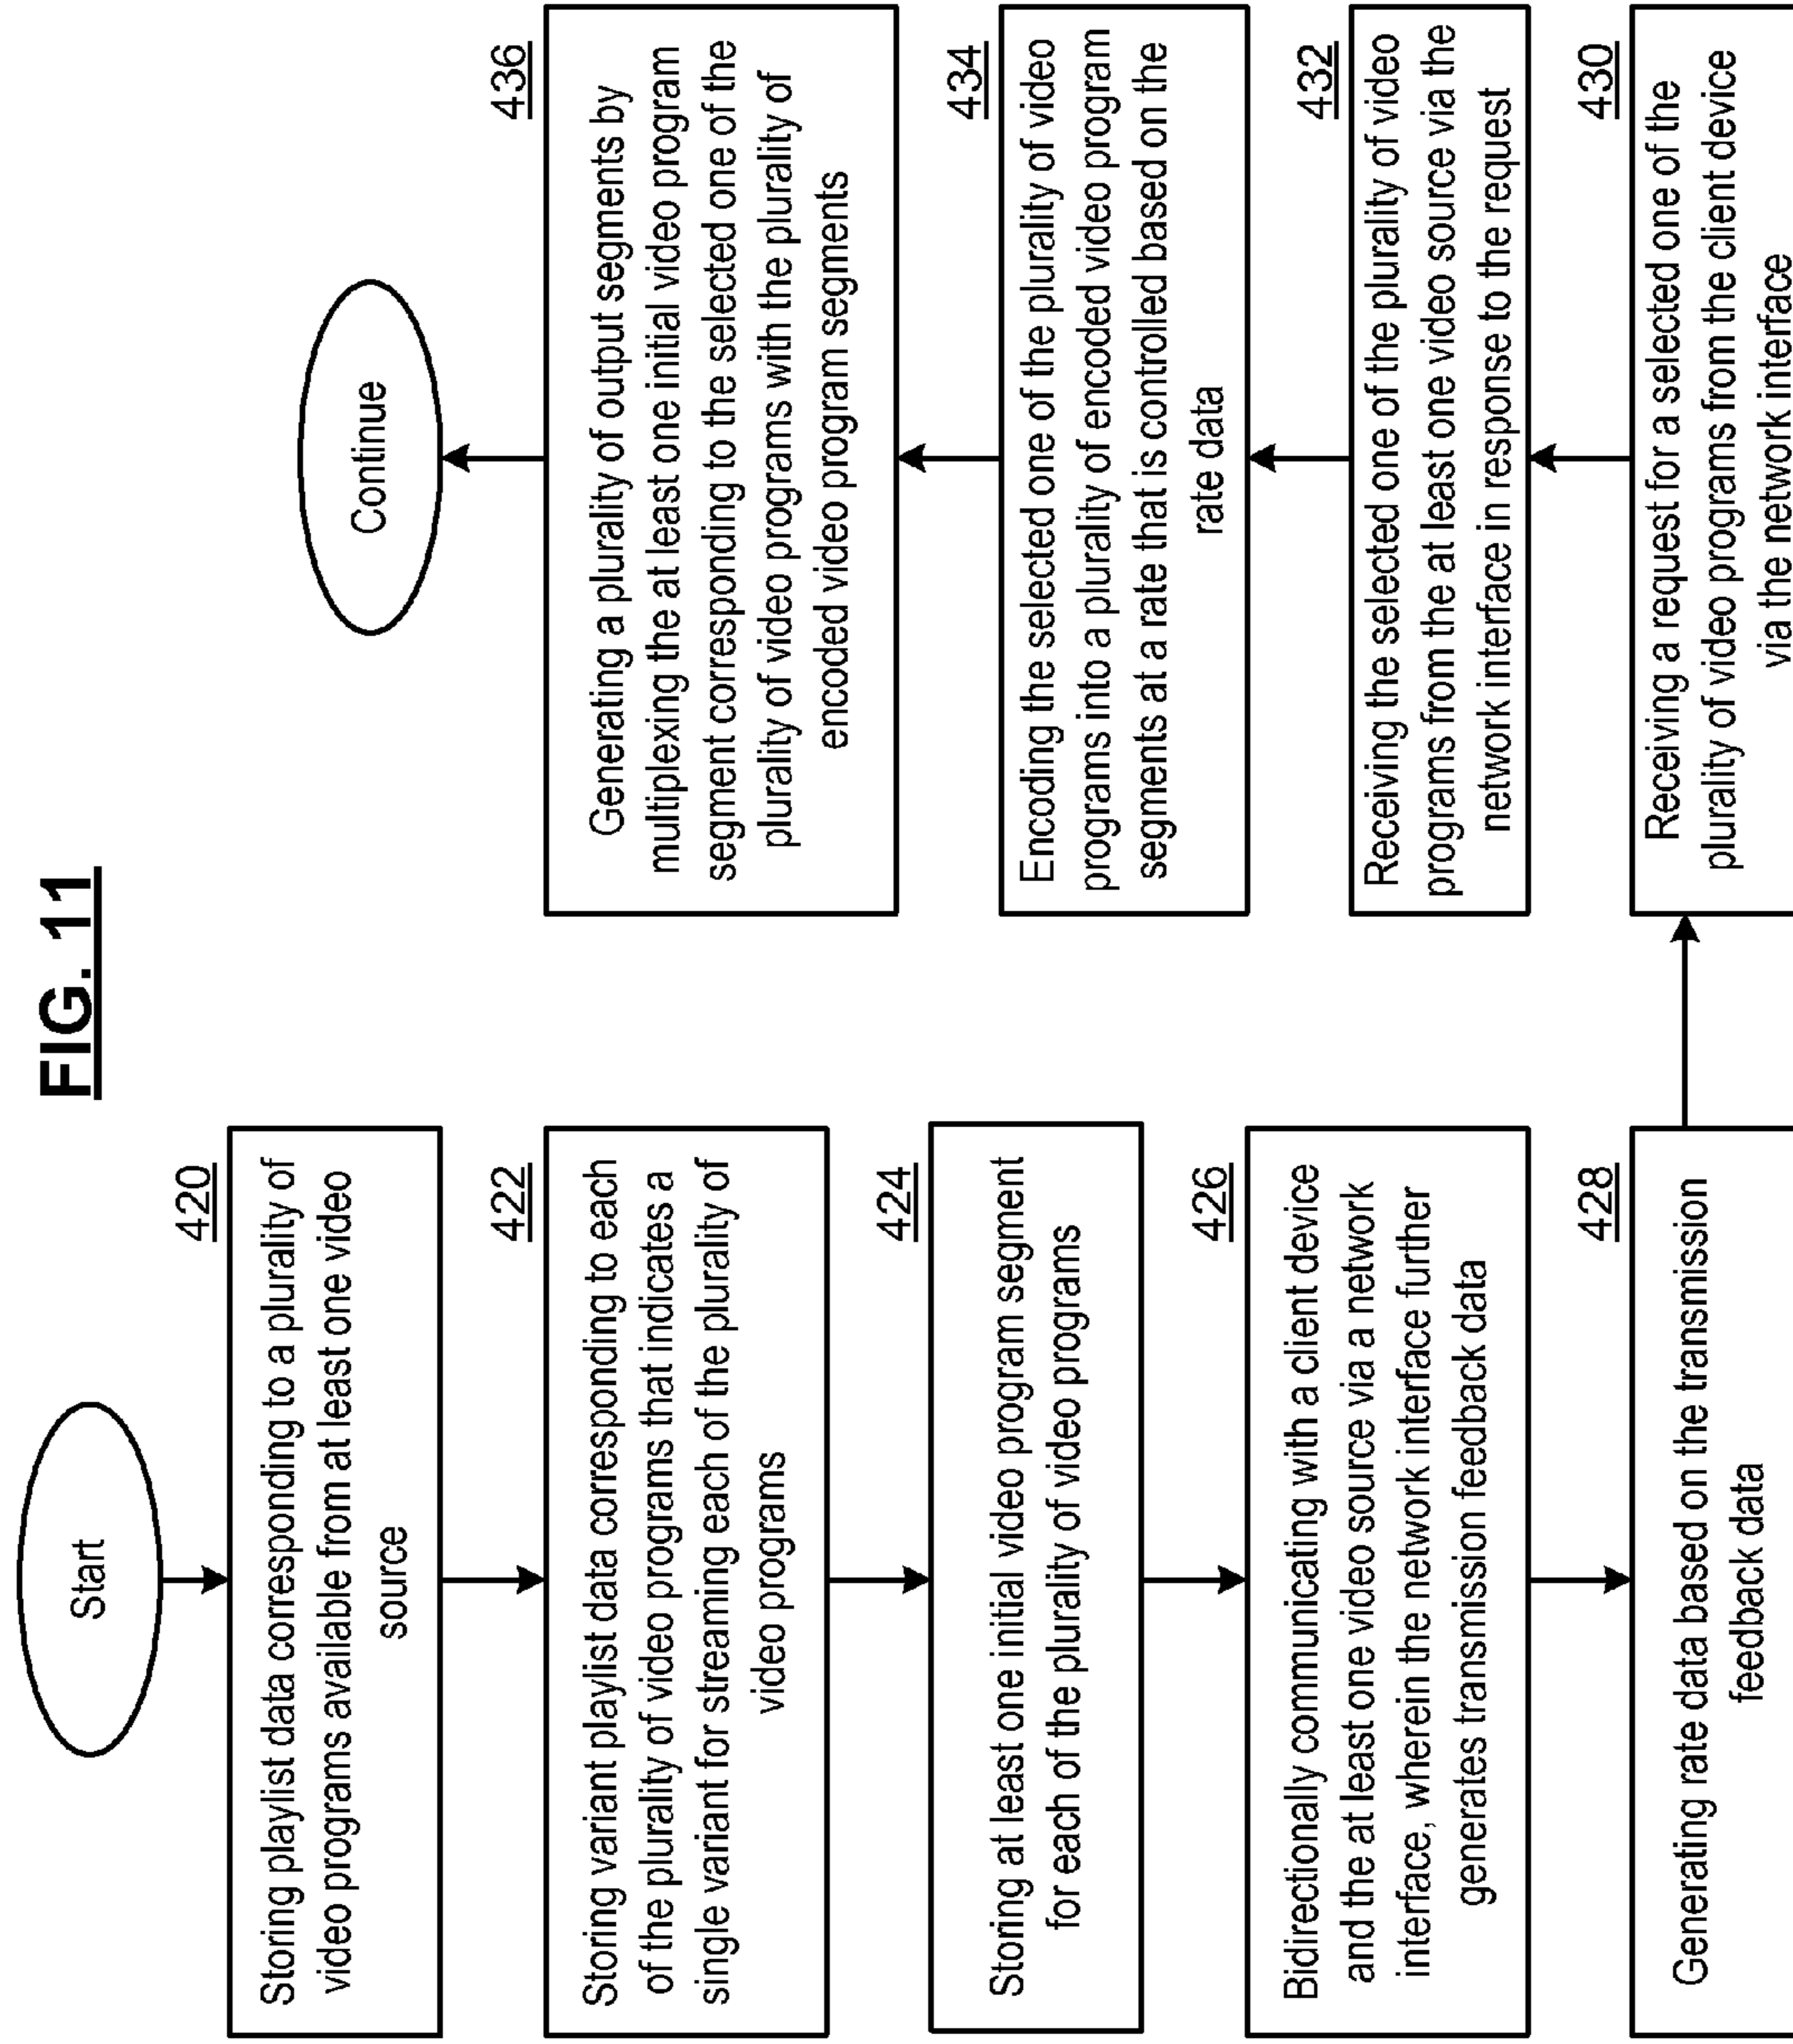 FIG. 11
Start
420
Storing playlist data corresponding to a plurality of
video programs available from at least one video
source
422
Storing variant playlist data corresponding to each
of the plurality of video programs that indicates a
single variant for streaming each of the plurality of
video programs
424
Storing at least one initial video program segment
for each of the plurality of video programs
426
Bidirectionally communicating with a client device
and the at least one video source via a network
interface, wherein the network interface further
generates transmission feedback data
428
Generating rate data based on the transmission
feedback data
430
Receiving a request for a selected one of the
plurality of video programs from the client device
via the network interface
432
Receiving the selected one of the plurality of video
programs from the at least one video source via the
network interface in response to the request
434
Encoding the selected one of the plurality of video
programs into a plurality of encoded video program
segments at a rate that is controlled based on the
rate data
436
Generating a plurality of output segments by
multiplexing the at least one initial video program
segment corresponding to the selected one of the
plurality of video programs with the plurality of
encoded video program segments
Continue